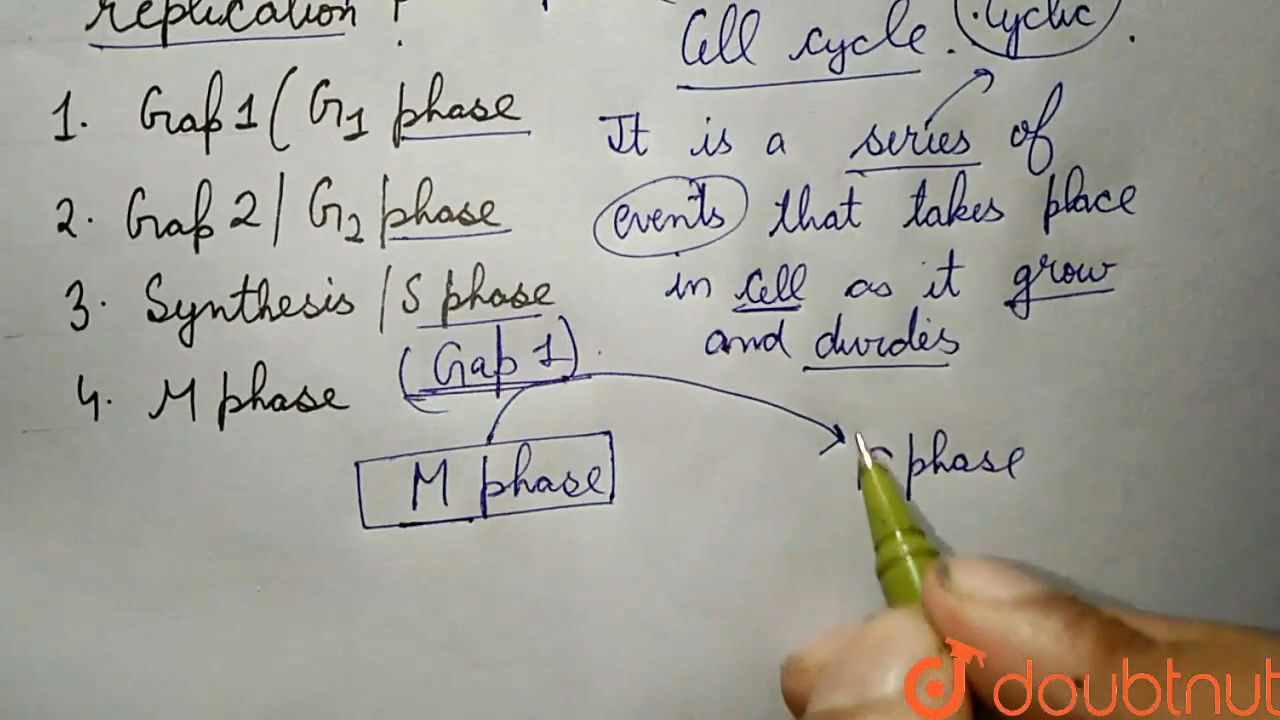 replication ?
1. Gap 1 ( G1 phase
2. Gap 2 / G2 phase
3. Synthesis / S phase
(Gap 1).
4. M phase
Cell cycle. Cyclic.
It is a series of
events that takes place
in cell as it grow
and divides
M phase
phase
doubtnut